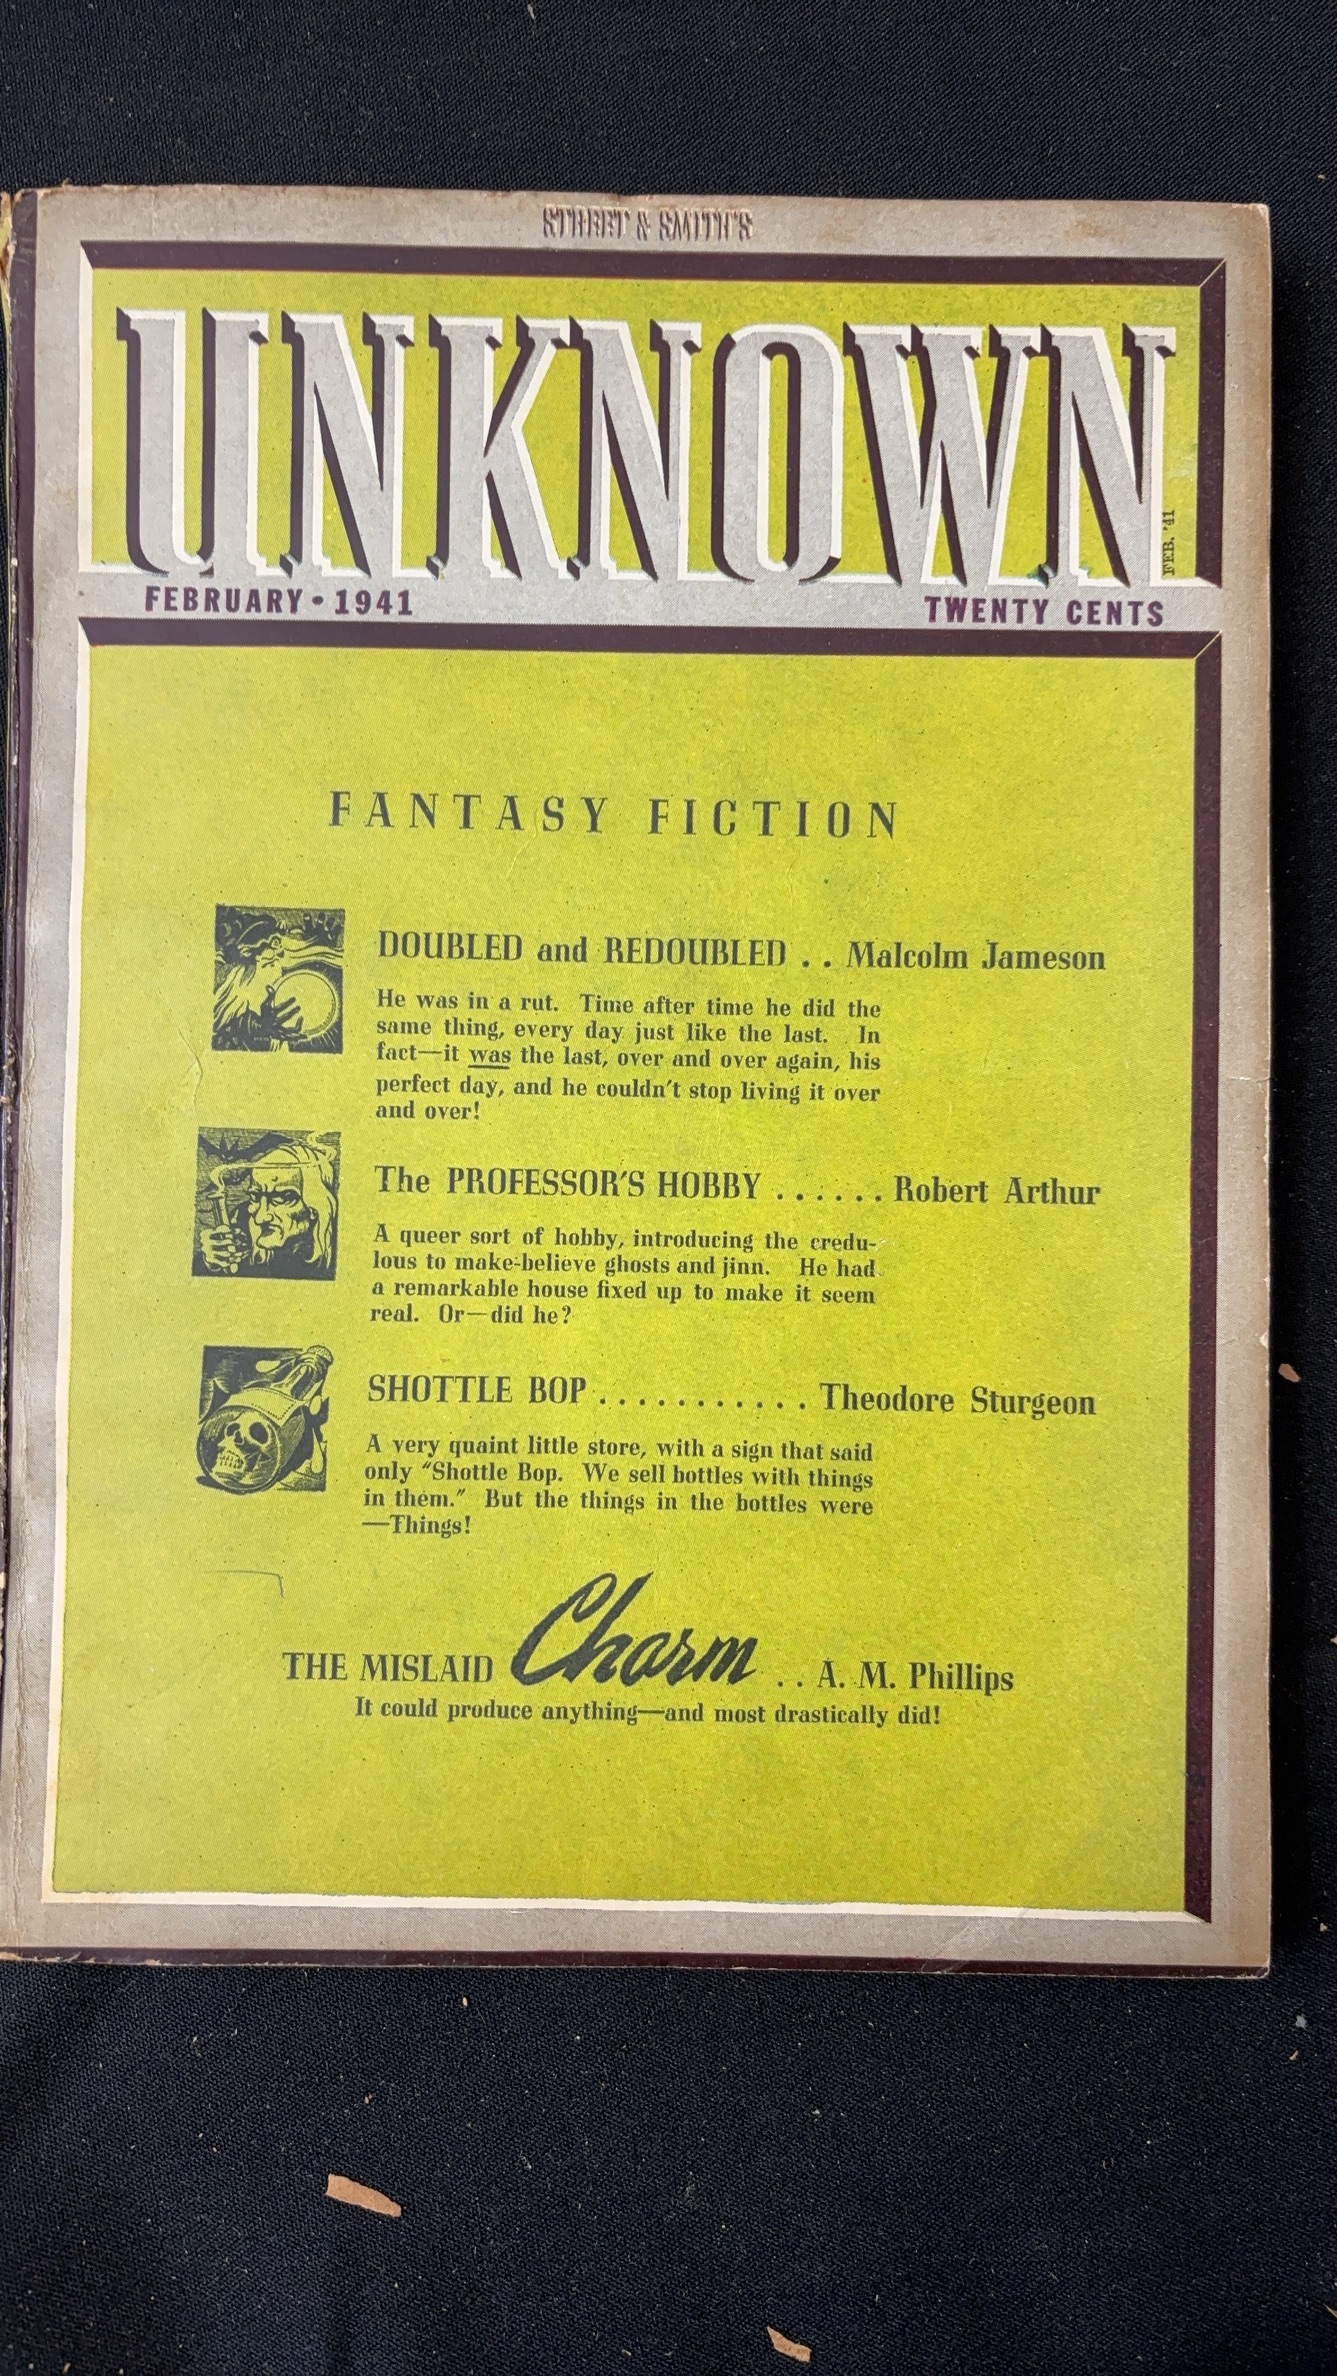 STREET & SMITH'S
UNKNOWN
FEB. '41
FEBRUARY • 1941
TWENTY CENTS
FANTASY FICTION
DOUBLED and REDOUBLED . . Malcolm Jameson
He was in a rut. Time after time he did the
same thing, every day just like the last. In
fact—it was the last, over and over again, his
perfect day, and he couldn't stop living it over
and over!
The PROFESSOR'S HOBBY . . . . . . Robert Arthur
A queer sort of hobby, introducing the credu-
lous to make-believe ghosts and jinn. He had
a remarkable house fixed up to make it seem
real. Or—did he?
SHOTTLE BOP . . . . . . . . . . . Theodore Sturgeon
A very quaint little store, with a sign that said
only "Shottle Bop. We sell bottles with things
in them." But the things in the bottles were
—Things!
THE MISLAID Charm . . A. M. Phillips
It could produce anything—and most drastically did!